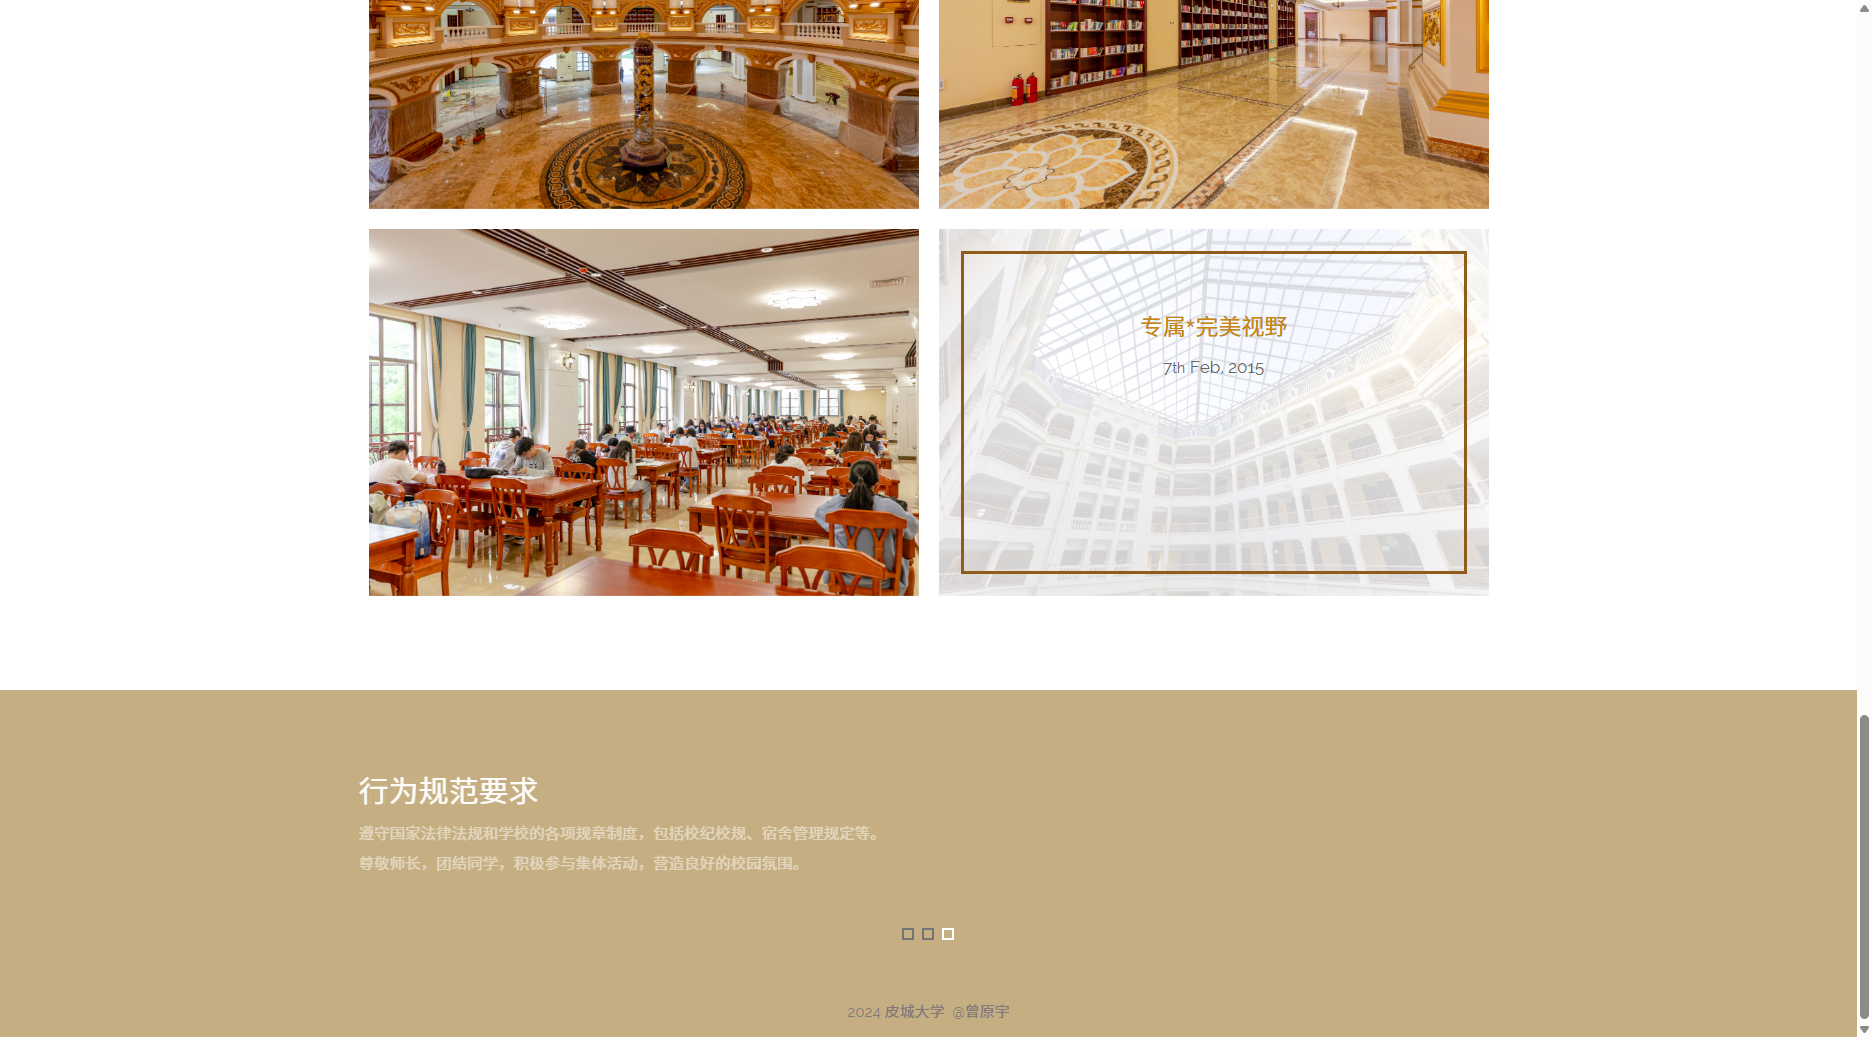 专属*完美视野
7th Feb, 2015
行为规范要求
遵守国家法律法规和学校的各项规章制度，包括校纪校规、宿舍管理规定等。
尊敬师长，团结同学，积极参与集体活动，营造良好的校园氛围。
2024 皮城大学 @曾原宇